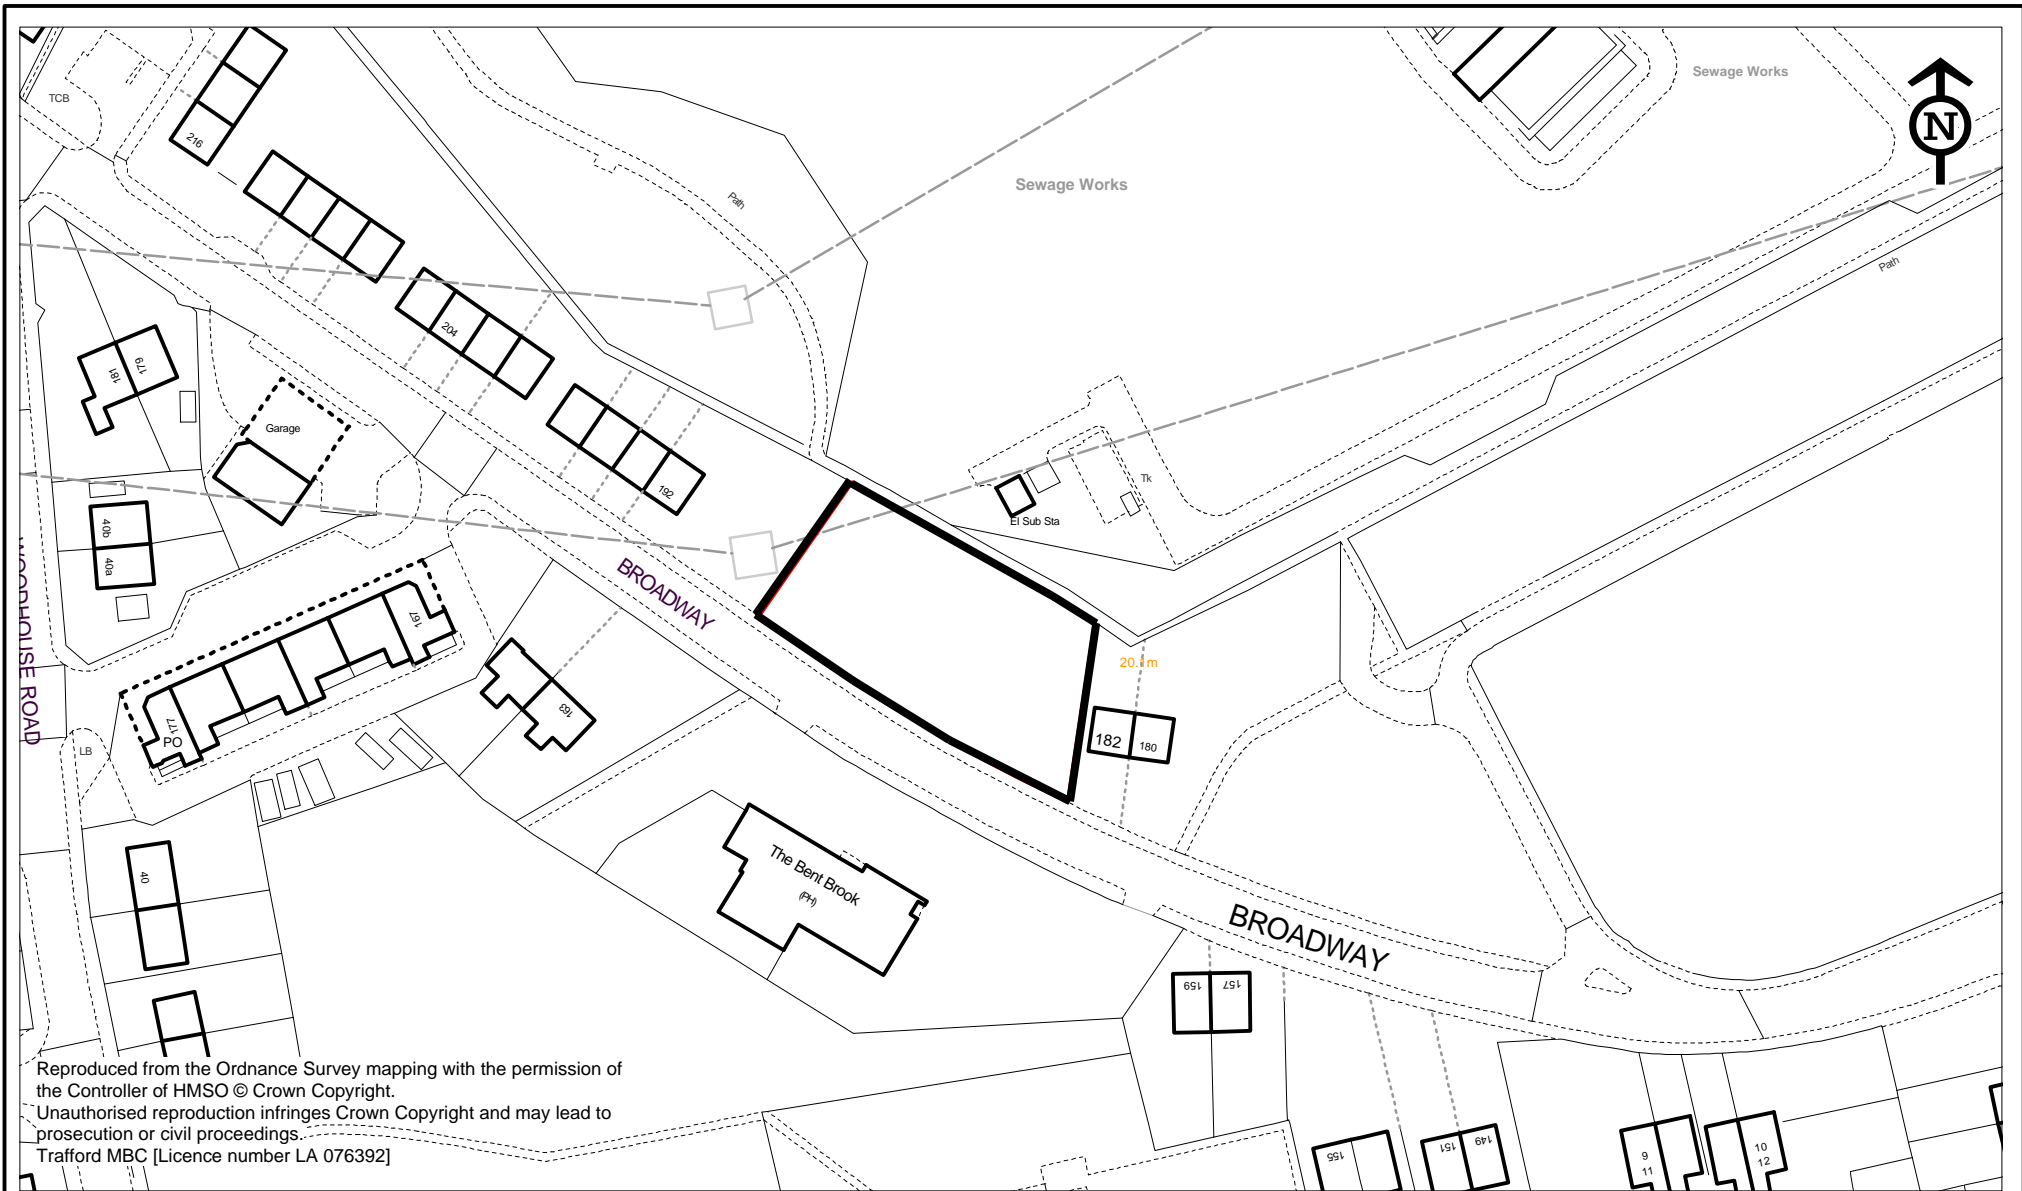 TCB
216
Sewage Works
N
Path
Sewage Works
Path
204
181
179
Garage
192
40b
40a
El Sub Sta
Tk
WOODHOUSE ROAD
BROADWAY
167
20.1m
163
177
PO
LB
182
180
40
The Bent Brook
(PH)
BROADWAY
159
157
155
151
149
9
11
10
12
Reproduced from the Ordnance Survey mapping with the permission of
the Controller of HMSO © Crown Copyright.
Unauthorised reproduction infringes Crown Copyright and may lead to
prosecution or civil proceedings.
Trafford MBC [Licence number LA 076392]